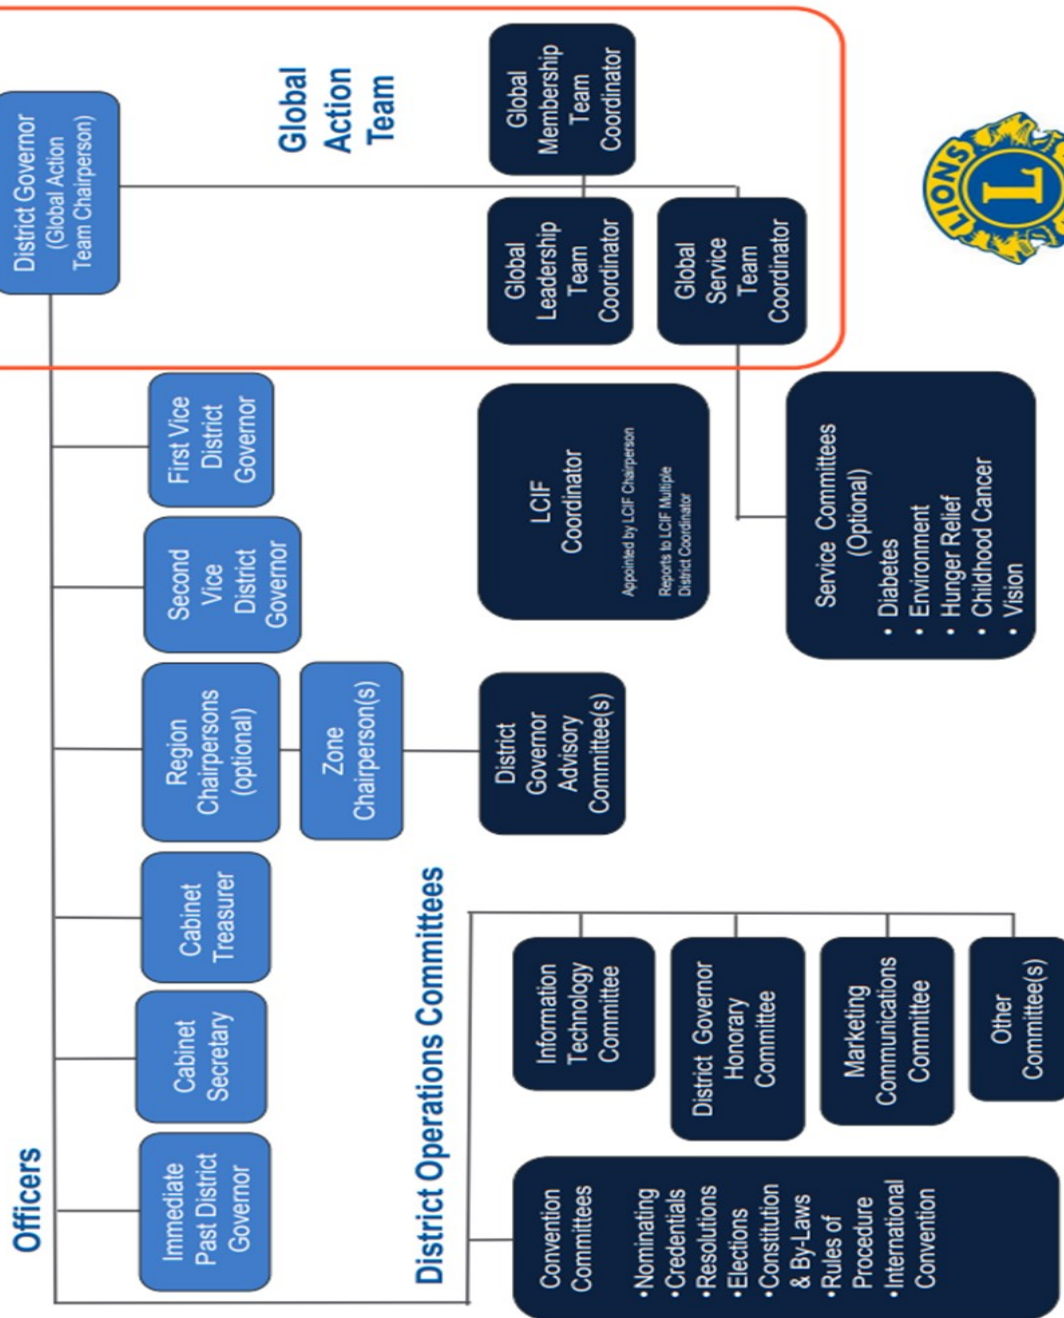 Officers
District Governor
(Global Action
Team Chairperson)
Immediate
Past District
Governor
Cabinet
Secretary
Cabinet
Treasurer
Region
Chairpersons
(optional)
Second
Vice
District
Governor
First Vice
District
Governor
Zone
Chairperson(s)
Global
Action
Team
District Operations Committees
District
Governor
Advisory
Committee(s)
LCIF
Coordinator
Appointed by LCIF Chairperson
Reports to LCIF Multiple
District Coordinator
Global
Leadership
Team
Coordinator
Global
Membership
Team
Coordinator
Global
Service
Team
Coordinator
Convention
Committees
•Nominating
•Credentials
•Resolutions
•Elections
•Constitution
& By-Laws
•Rules of
Procedure
•International
Convention
Information
Technology
Committee
District Governor
Honorary
Committee
Marketing
Communications
Committee
Other
Committee(s)
Service Committees
(Optional)
• Diabetes
• Environment
• Hunger Relief
• Childhood Cancer
• Vision
LIONS
L